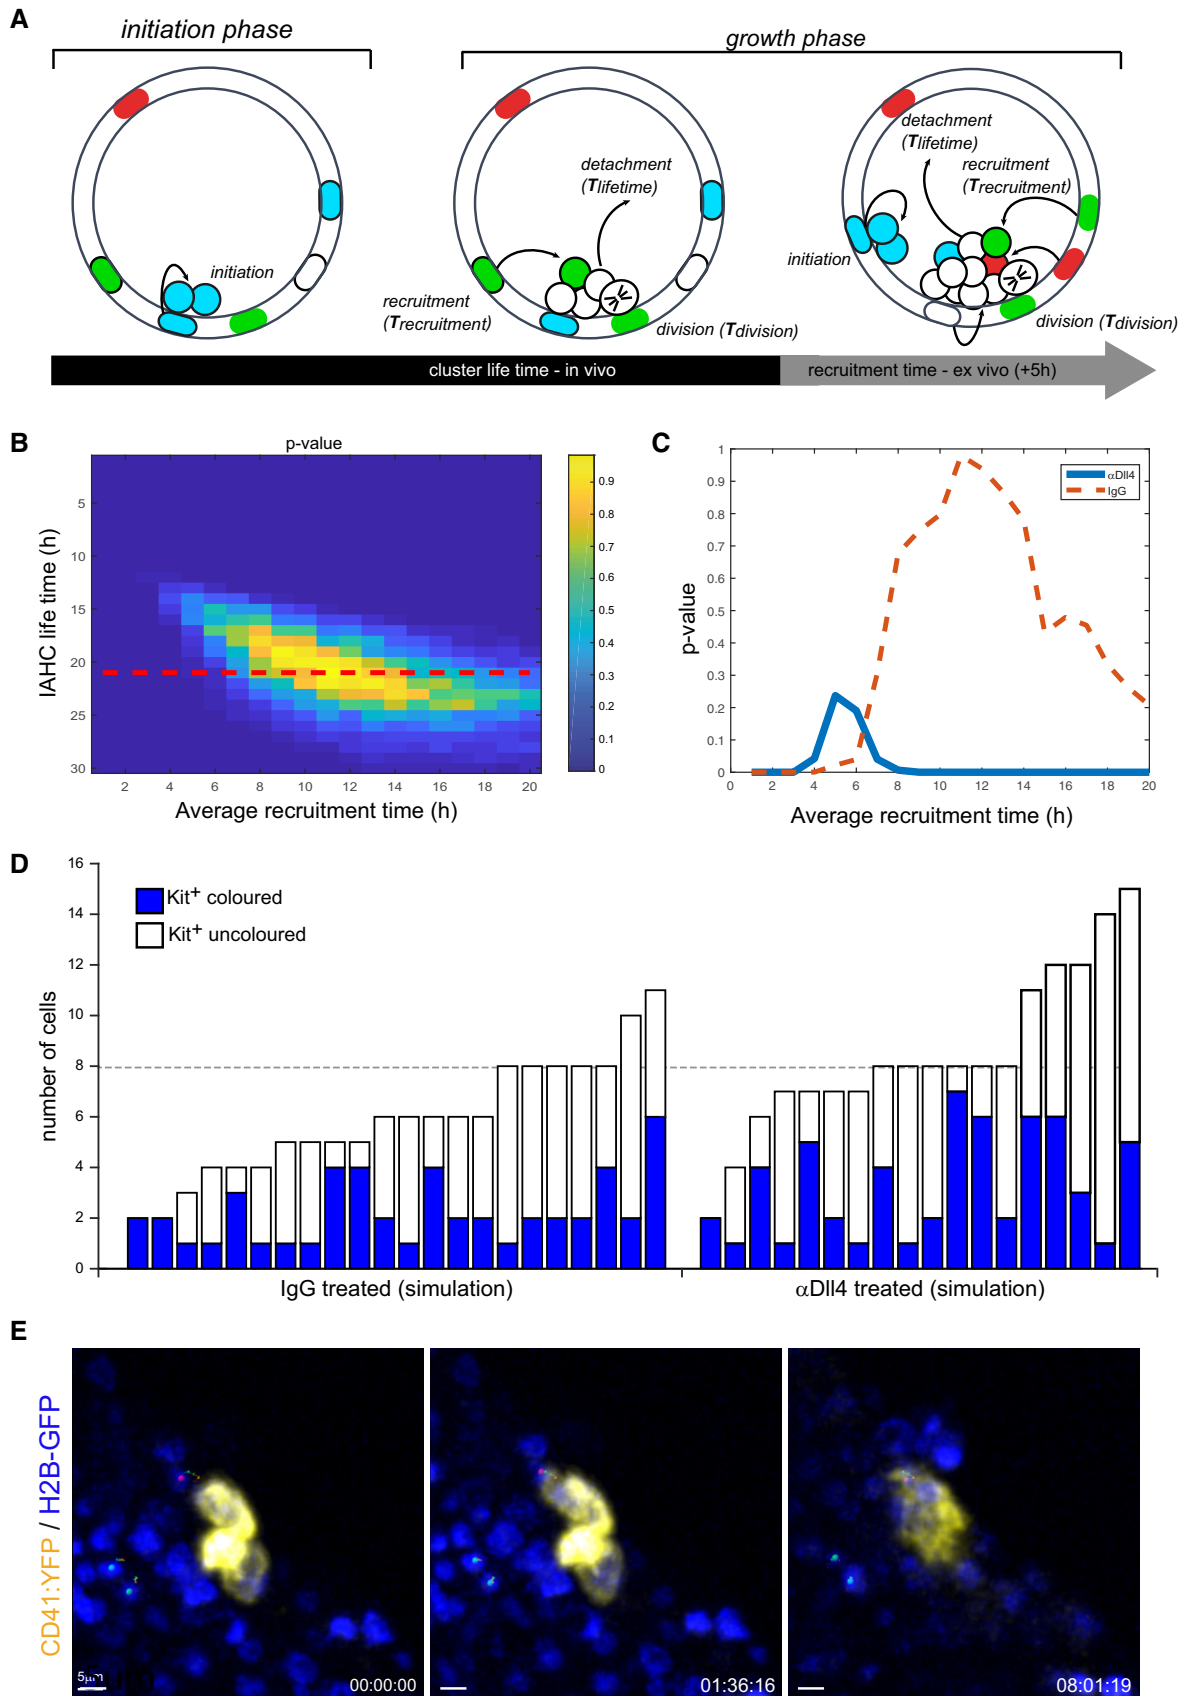 A
initiation phase
growth phase
initiation
detachment
(Tlifetime)
recruitment
(Trecruitment)
division (Tdivision)
detachment
(Tlifetime)
recruitment
(Trecruitment)
initiation
division (Tdivision)
cluster life time - in vivo
recruitment time - ex vivo (+5h)
B
p-value
IAHC life time (h)
5
10
15
20
25
30
2 4 6 8 10 12 14 16 18 20
Average recruitment time (h)
0.9
0.8
0.7
0.6
0.5
0.4
0.3
0.2
0.1
0
C
p-value
1
0.9
0.8
0.7
0.6
0.5
0.4
0.3
0.2
0.1
0
0 2 4 6 8 10 12 14 16 18 20
Average recruitment time (h)
αDll4
IgG
D
number of cells
16
14
12
10
8
6
4
2
0
Kit+ coloured
Kit+ uncoloured
IgG treated (simulation)
αDll4 treated (simulation)
E
CD41:YFP / H2B-GFP
5µm
00:00:00
01:36:16
08:01:19